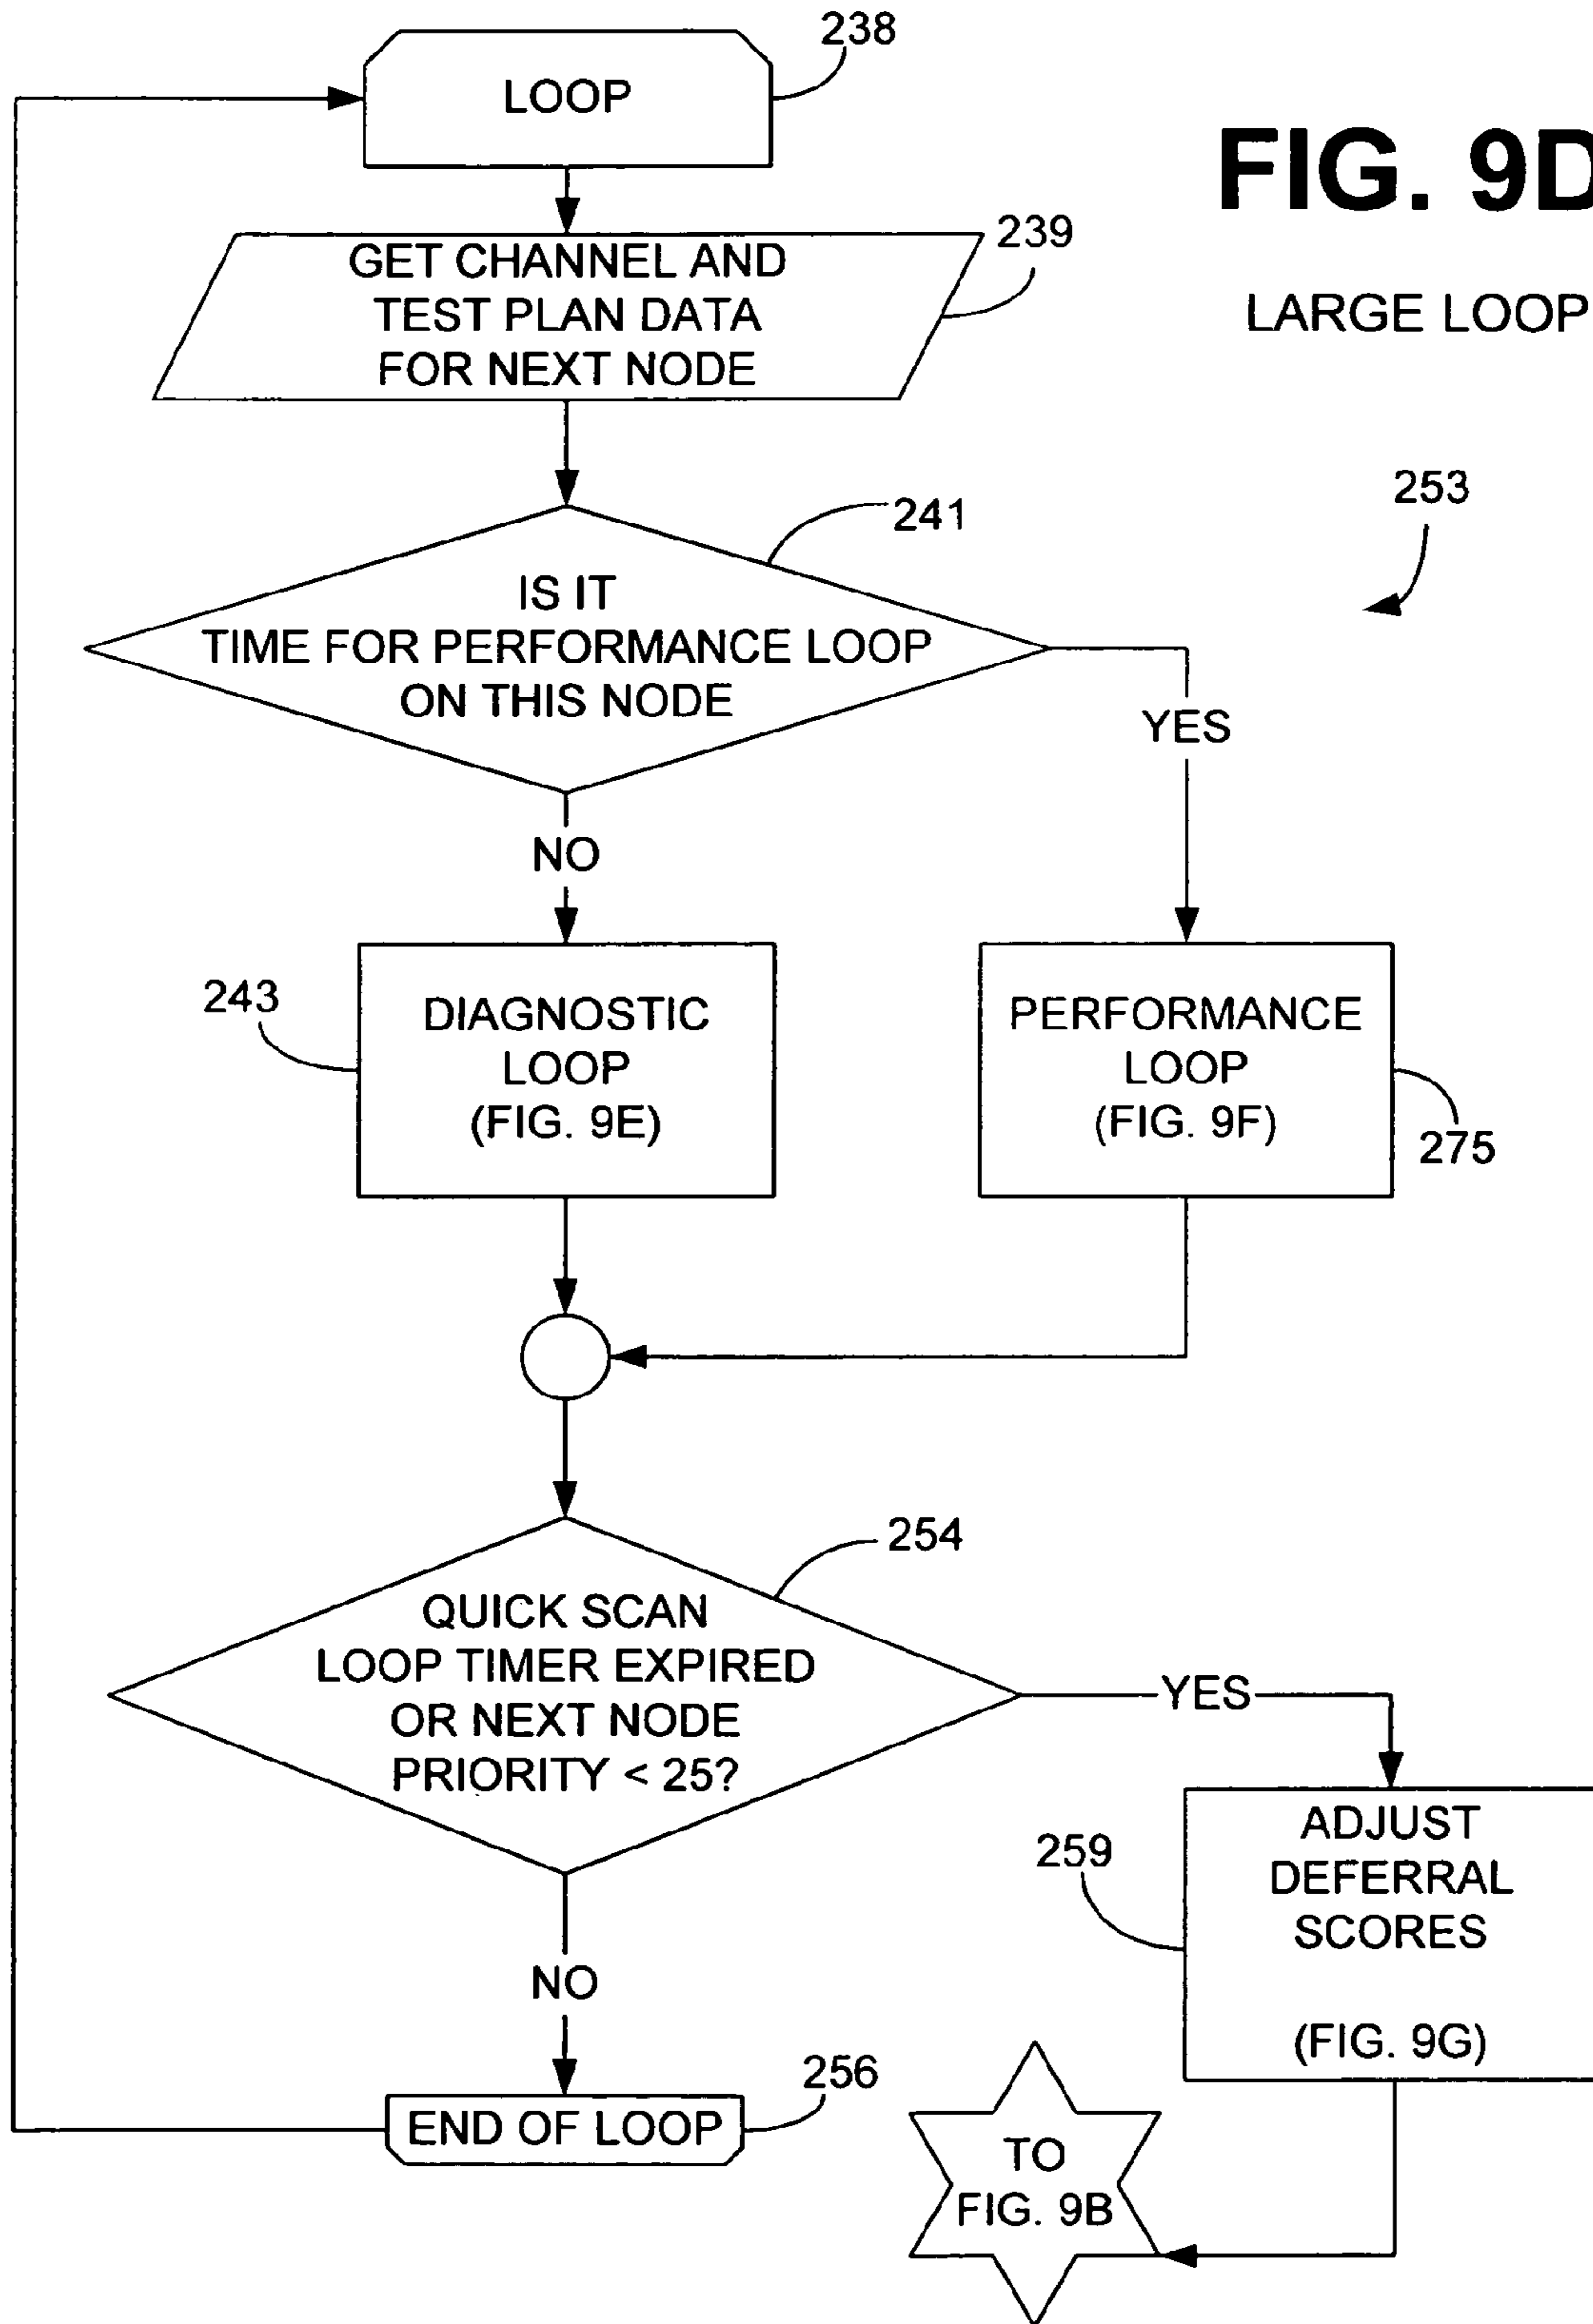 238
LOOP
FIG. 9D
239
GET CHANNEL AND
TEST PLAN DATA
FOR NEXT NODE
LARGE LOOP
253
241
IS IT
TIME FOR PERFORMANCE LOOP
ON THIS NODE
YES
NO
243
DIAGNOSTIC
LOOP
(FIG. 9E)
PERFORMANCE
LOOP
(FIG. 9F)
275
254
QUICK SCAN
LOOP TIMER EXPIRED
OR NEXT NODE
PRIORITY < 25?
YES
259
ADJUST
DEFERRAL
SCORES
(FIG. 9G)
NO
256
END OF LOOP
TO
FIG. 9B